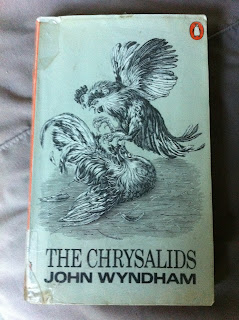 THE CHRYSALIDS
JOHN WYNDHAM